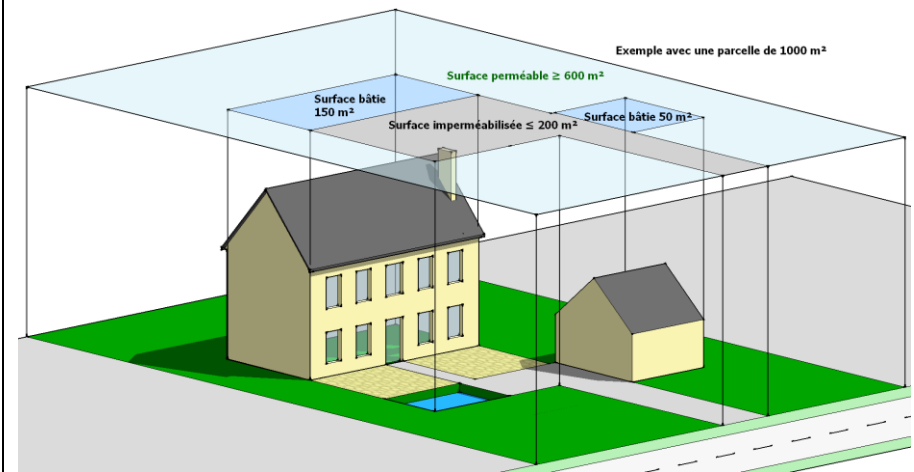 Exemple avec une parcelle de 1000 m²
Surface perméable ≥ 600 m²
Surface bâtie
150 m²
Surface imperméabilisée ≤ 200 m²
Surface bâtie 50 m²